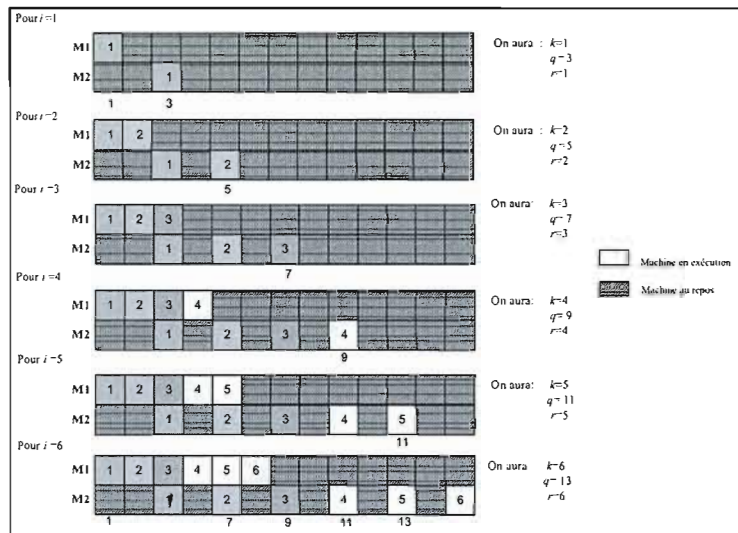 Pour i=1
M1 1
M2 1
1 3
On aura : k=1
q=3
r=1
Pour i=2
M1 1 2
M2 1 2
5
On aura : k=2
q=5
r=2
Pour i=3
M1 1 2 3
M2 1 2 3
7
On aura: k=3
q=7
r=3
Machine en exécution
Machine au repos
Pour i=4
M1 1 2 3 4
M2 1 2 3 4
9
On aura: k=4
q=9
r=4
Pour i=5
M1 1 2 3 4 5
M2 1 2 3 4 5
11
On aura: k=5
q=11
r=5
Pour i=6
M1 1 2 3 4 5 6
M2 1 2 3 4 5 6
1 7 9 11 13
On aura k=6
q=13
r=6